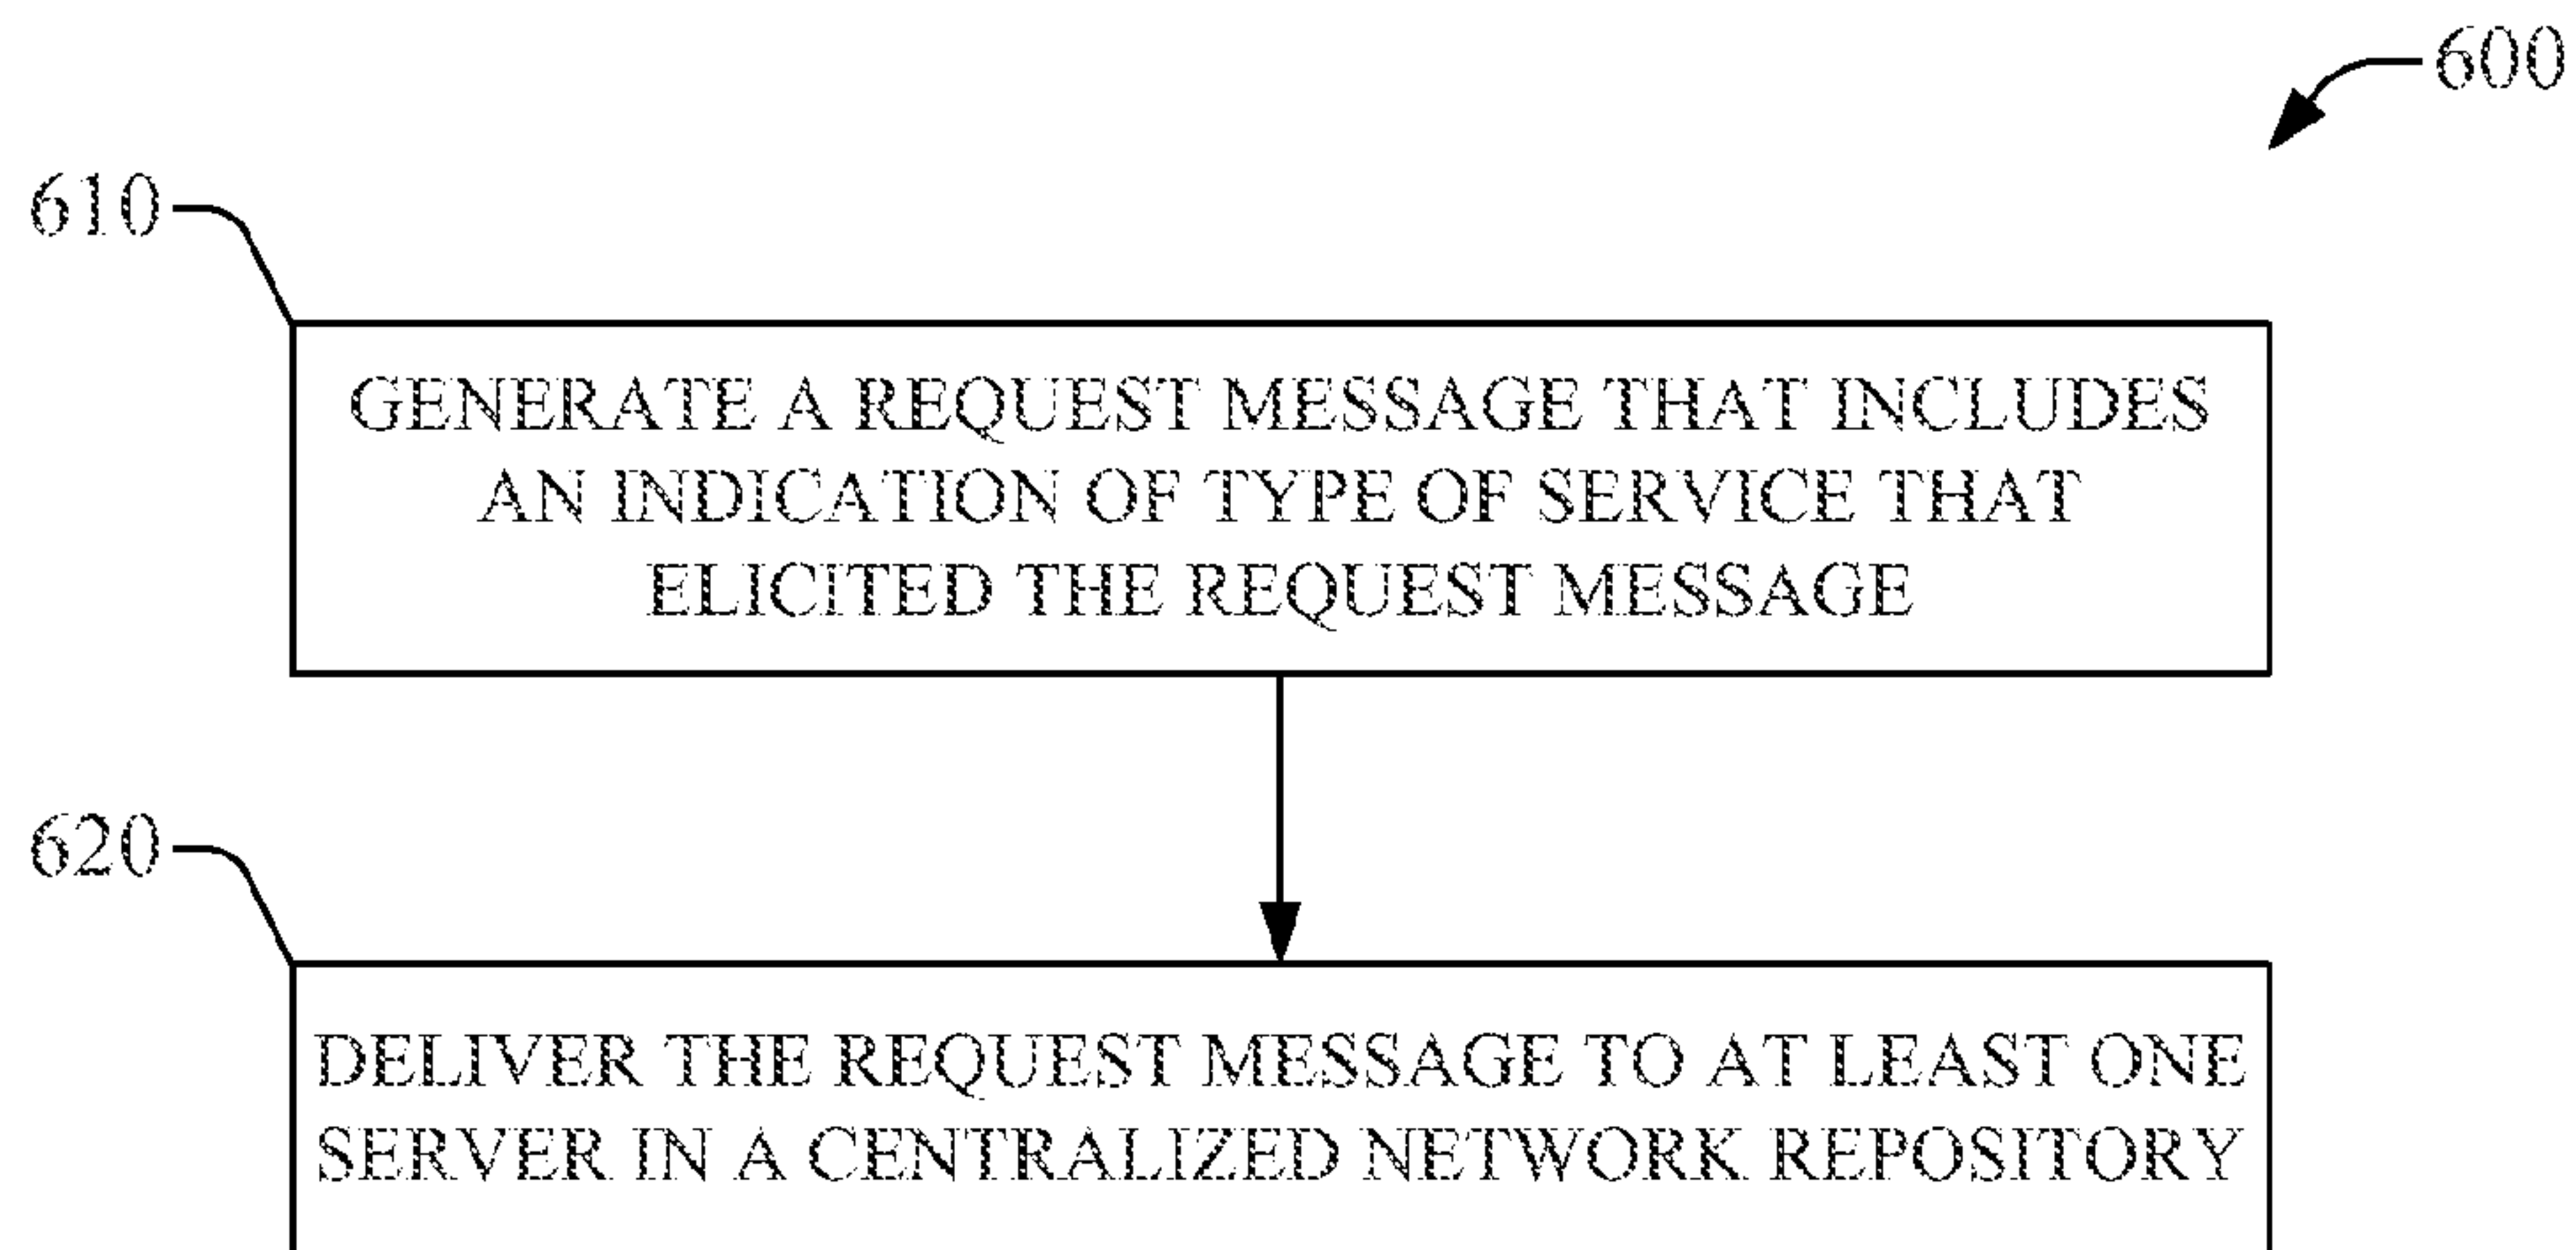 600
610
GENERATE A REQUEST MESSAGE THAT INCLUDES
AN INDICATION OF TYPE OF SERVICE THAT
ELICITED THE REQUEST MESSAGE
620
DELIVER THE REQUEST MESSAGE TO AT LEAST ONE
SERVER IN A CENTRALIZED NETWORK REPOSITORY